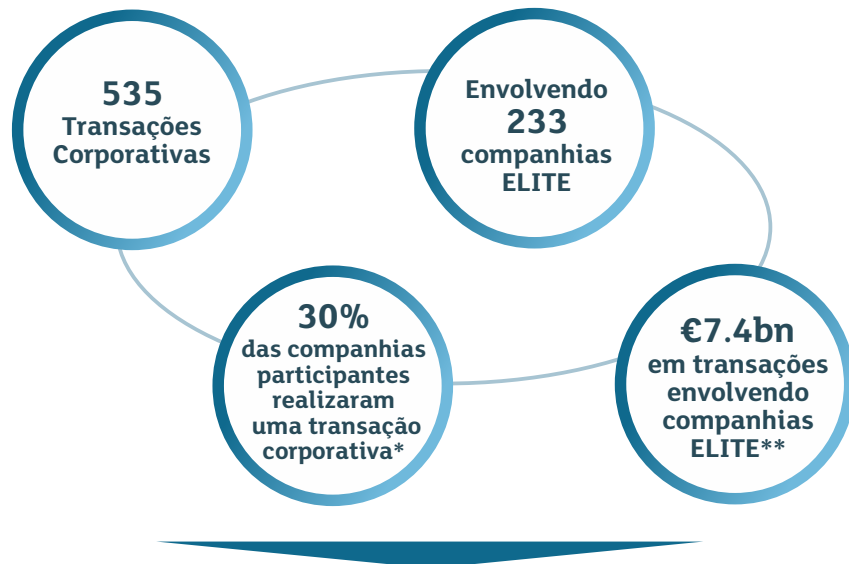 535
Transações
Corporativas
Envolvendo
233
companhias
ELITE
30%
das companhias
participantes
realizaram
uma transação
corporativa*
€7.4bn
em transações
envolvendo
companhias
ELITE**